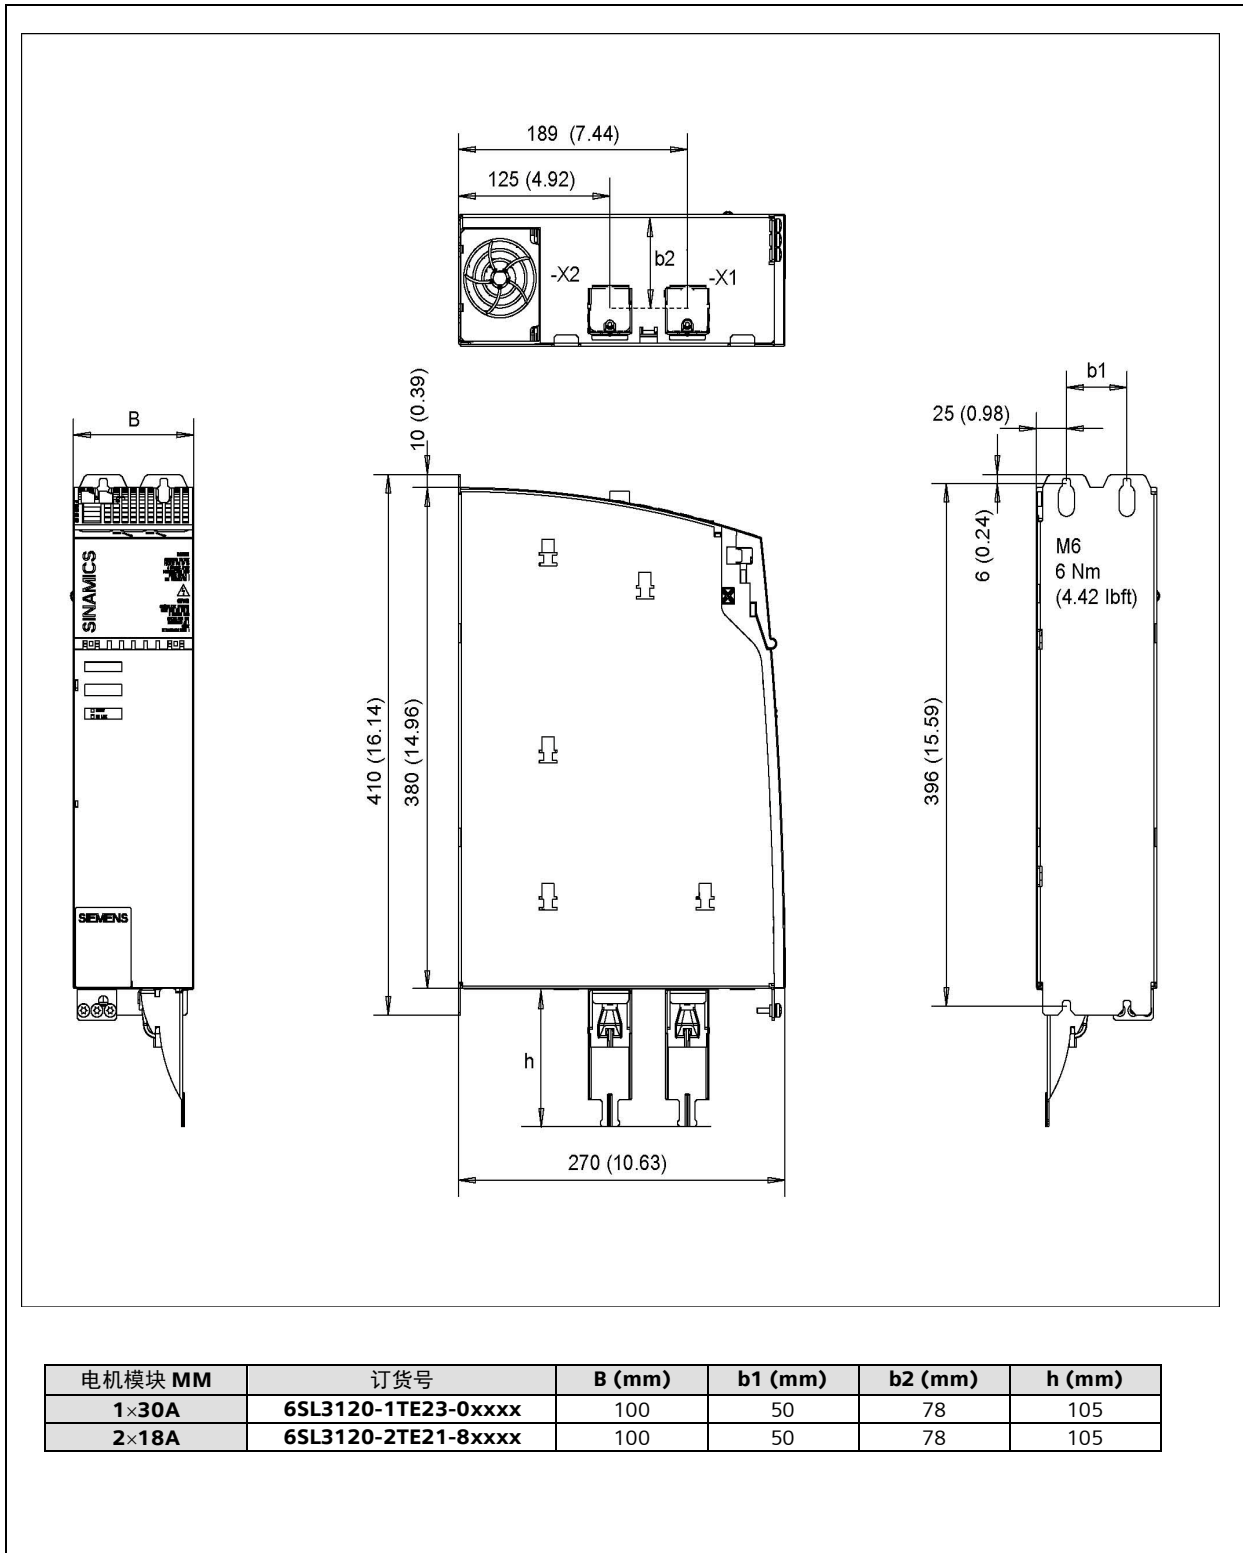 189 (7.44)
125 (4.92)
-X2
b2
-X1
10 (0.39)
b1
25 (0.98)
B
6 (0.24)
M6
6 Nm
(4.42 lbft)
SINAMICS
410 (16.14)
380 (14.96)
396 (15.59)
SIEMENS
h
270 (10.63)
电机模块 MM 订货号 B (mm) b1 (mm) b2 (mm) h (mm)
1×30A 6SL3120-1TE23-0xxxx 100 50 78 105
2×18A 6SL3120-2TE21-8xxxx 100 50 78 105